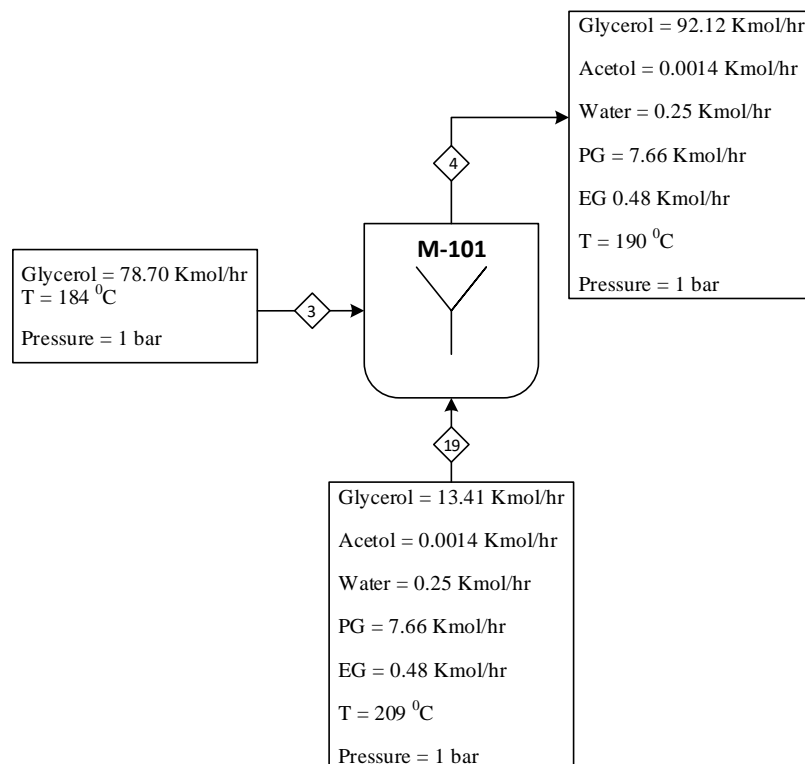 Glycerol = 92.12 Kmol/hr
Acetol = 0.0014 Kmol/hr
Water = 0.25 Kmol/hr
PG = 7.66 Kmol/hr
EG 0.48 Kmol/hr
T = 190 ⁰C
Pressure = 1 bar
4
M-101
Glycerol = 78.70 Kmol/hr
T = 184 ⁰C
Pressure = 1 bar
3
19
Glycerol = 13.41 Kmol/hr
Acetol = 0.0014 Kmol/hr
Water = 0.25 Kmol/hr
PG = 7.66 Kmol/hr
EG = 0.48 Kmol/hr
T = 209 ⁰C
Pressure = 1 bar